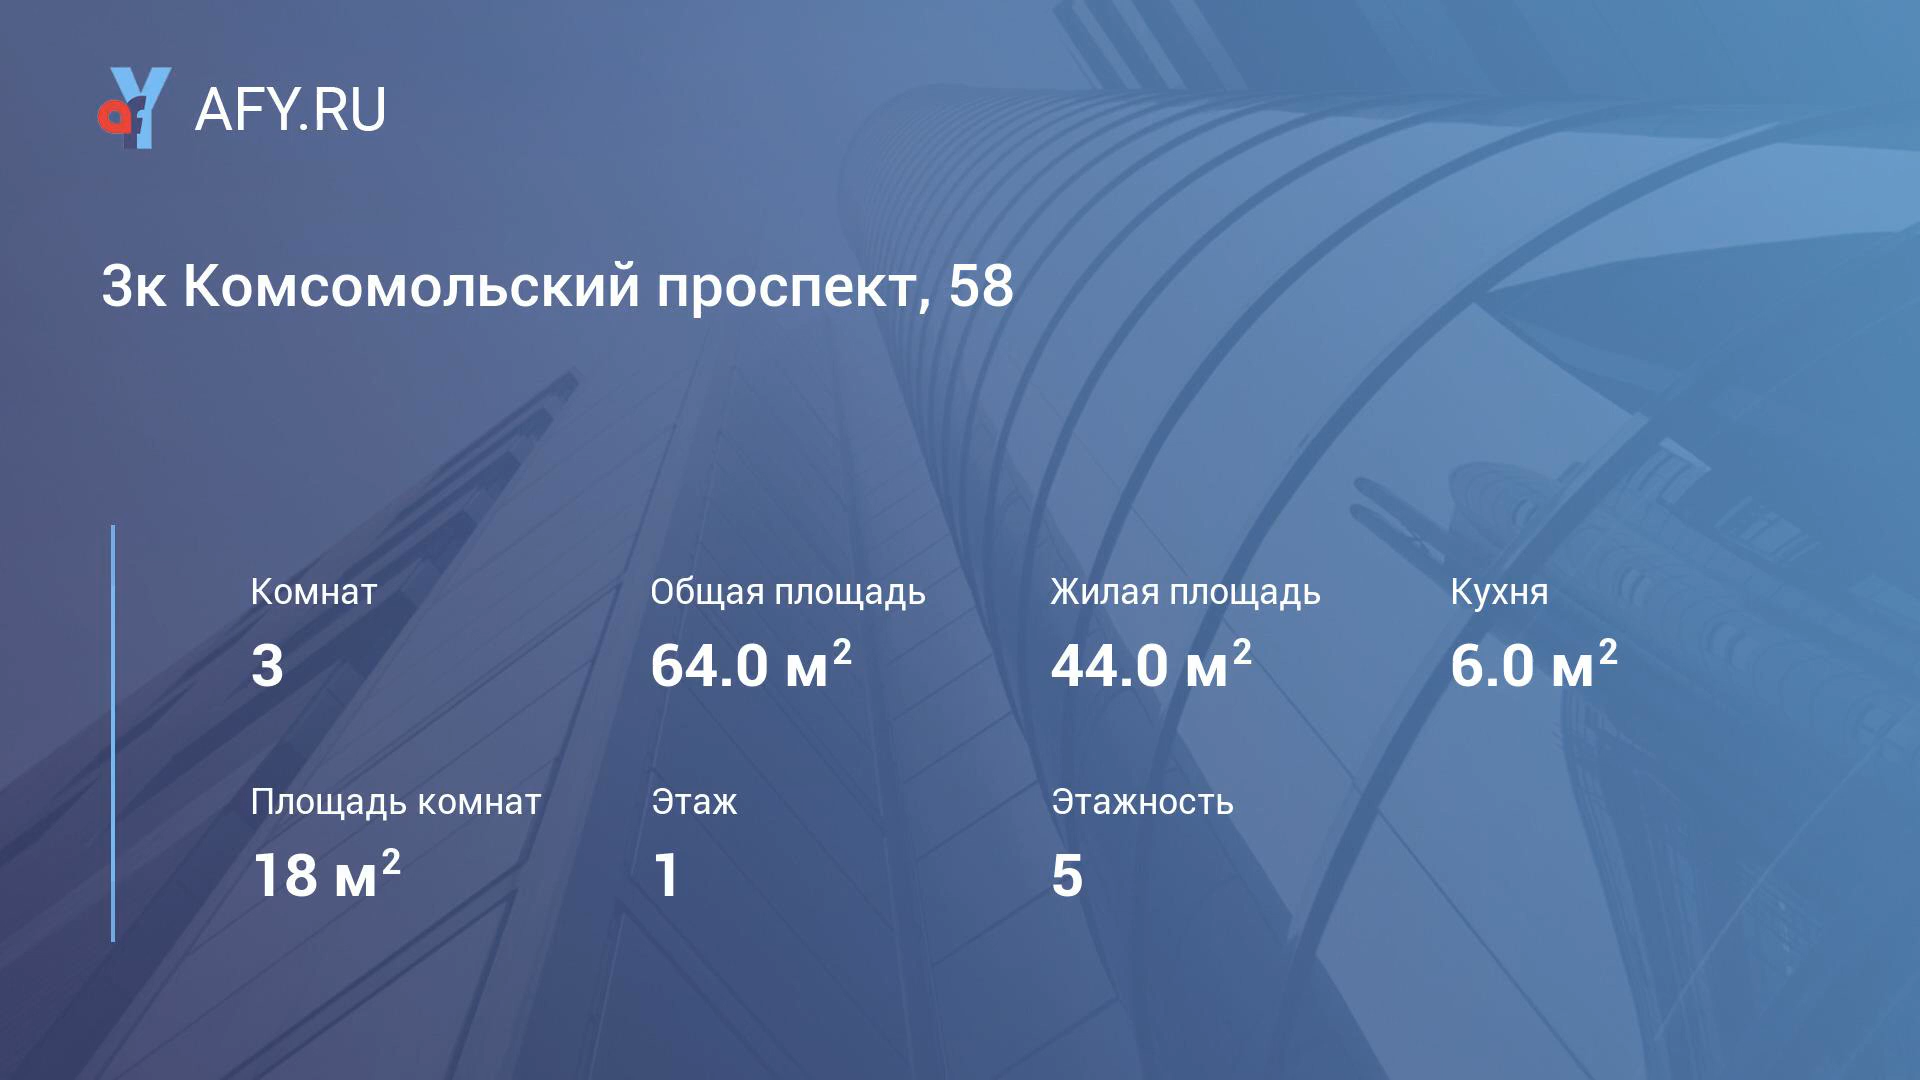 aYf AFY.RU
3к Комсомольский проспект, 58
Комнат Общая площадь Жилая площадь Кухня
3 64.0 м² 44.0 м² 6.0 м²
Площадь комнат Этаж Этажность
18 м² 1 5